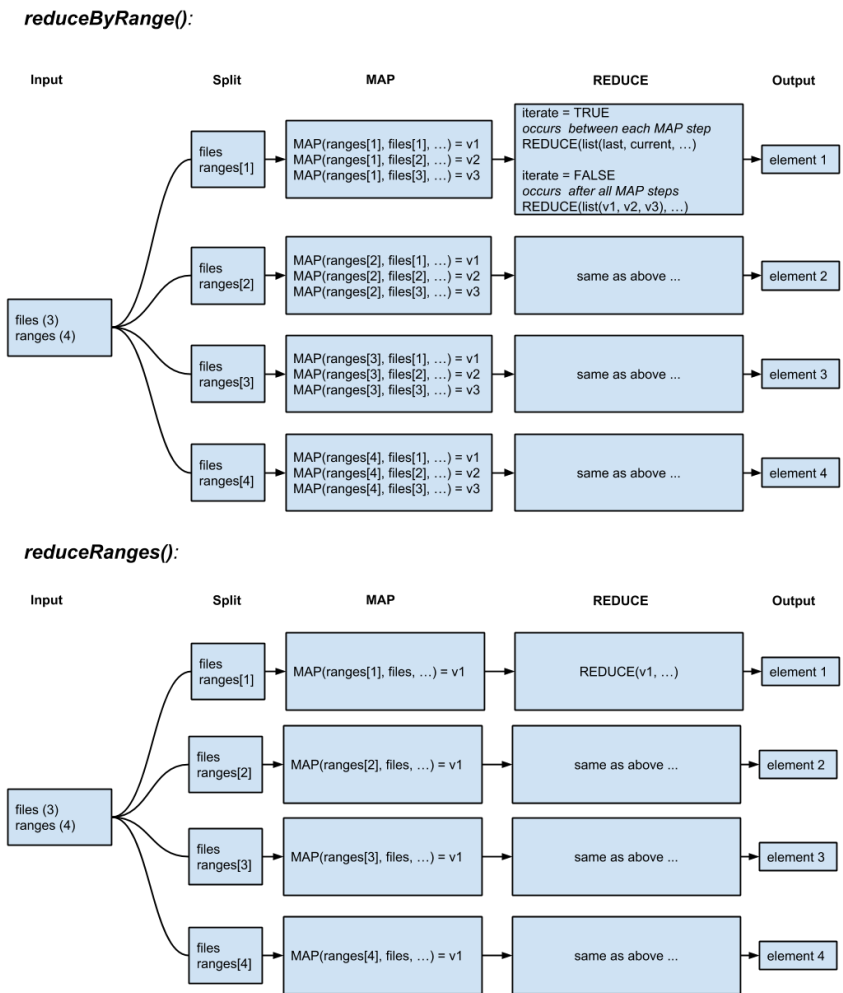 reduceByRange():
Input
Split
MAP
REDUCE
Output
files (3)
ranges (4)
files
ranges[1]
MAP(ranges[1], files[1], …) = v1
MAP(ranges[1], files[2], …) = v2
MAP(ranges[1], files[3], …) = v3
iterate = TRUE
occurs between each MAP step
REDUCE(list(last, current, …)
iterate = FALSE
occurs after all MAP steps
REDUCE(list(v1, v2, v3), …)
element 1
files
ranges[2]
MAP(ranges[2], files[1], …) = v1
MAP(ranges[2], files[2], …) = v2
MAP(ranges[2], files[3], …) = v3
same as above ...
element 2
files
ranges[3]
MAP(ranges[3], files[1], …) = v1
MAP(ranges[3], files[2], …) = v2
MAP(ranges[3], files[3], …) = v3
same as above ...
element 3
files
ranges[4]
MAP(ranges[4], files[1], …) = v1
MAP(ranges[4], files[2], …) = v2
MAP(ranges[4], files[3], …) = v3
same as above ...
element 4
reduceRanges():
Input
Split
MAP
REDUCE
Output
files (3)
ranges (4)
files
ranges[1]
MAP(ranges[1], files, …) = v1
REDUCE(v1, …)
element 1
files
ranges[2]
MAP(ranges[2], files, …) = v1
same as above ...
element 2
files
ranges[3]
MAP(ranges[3], files, …) = v1
same as above ...
element 3
files
ranges[4]
MAP(ranges[4], files, …) = v1
same as above ...
element 4